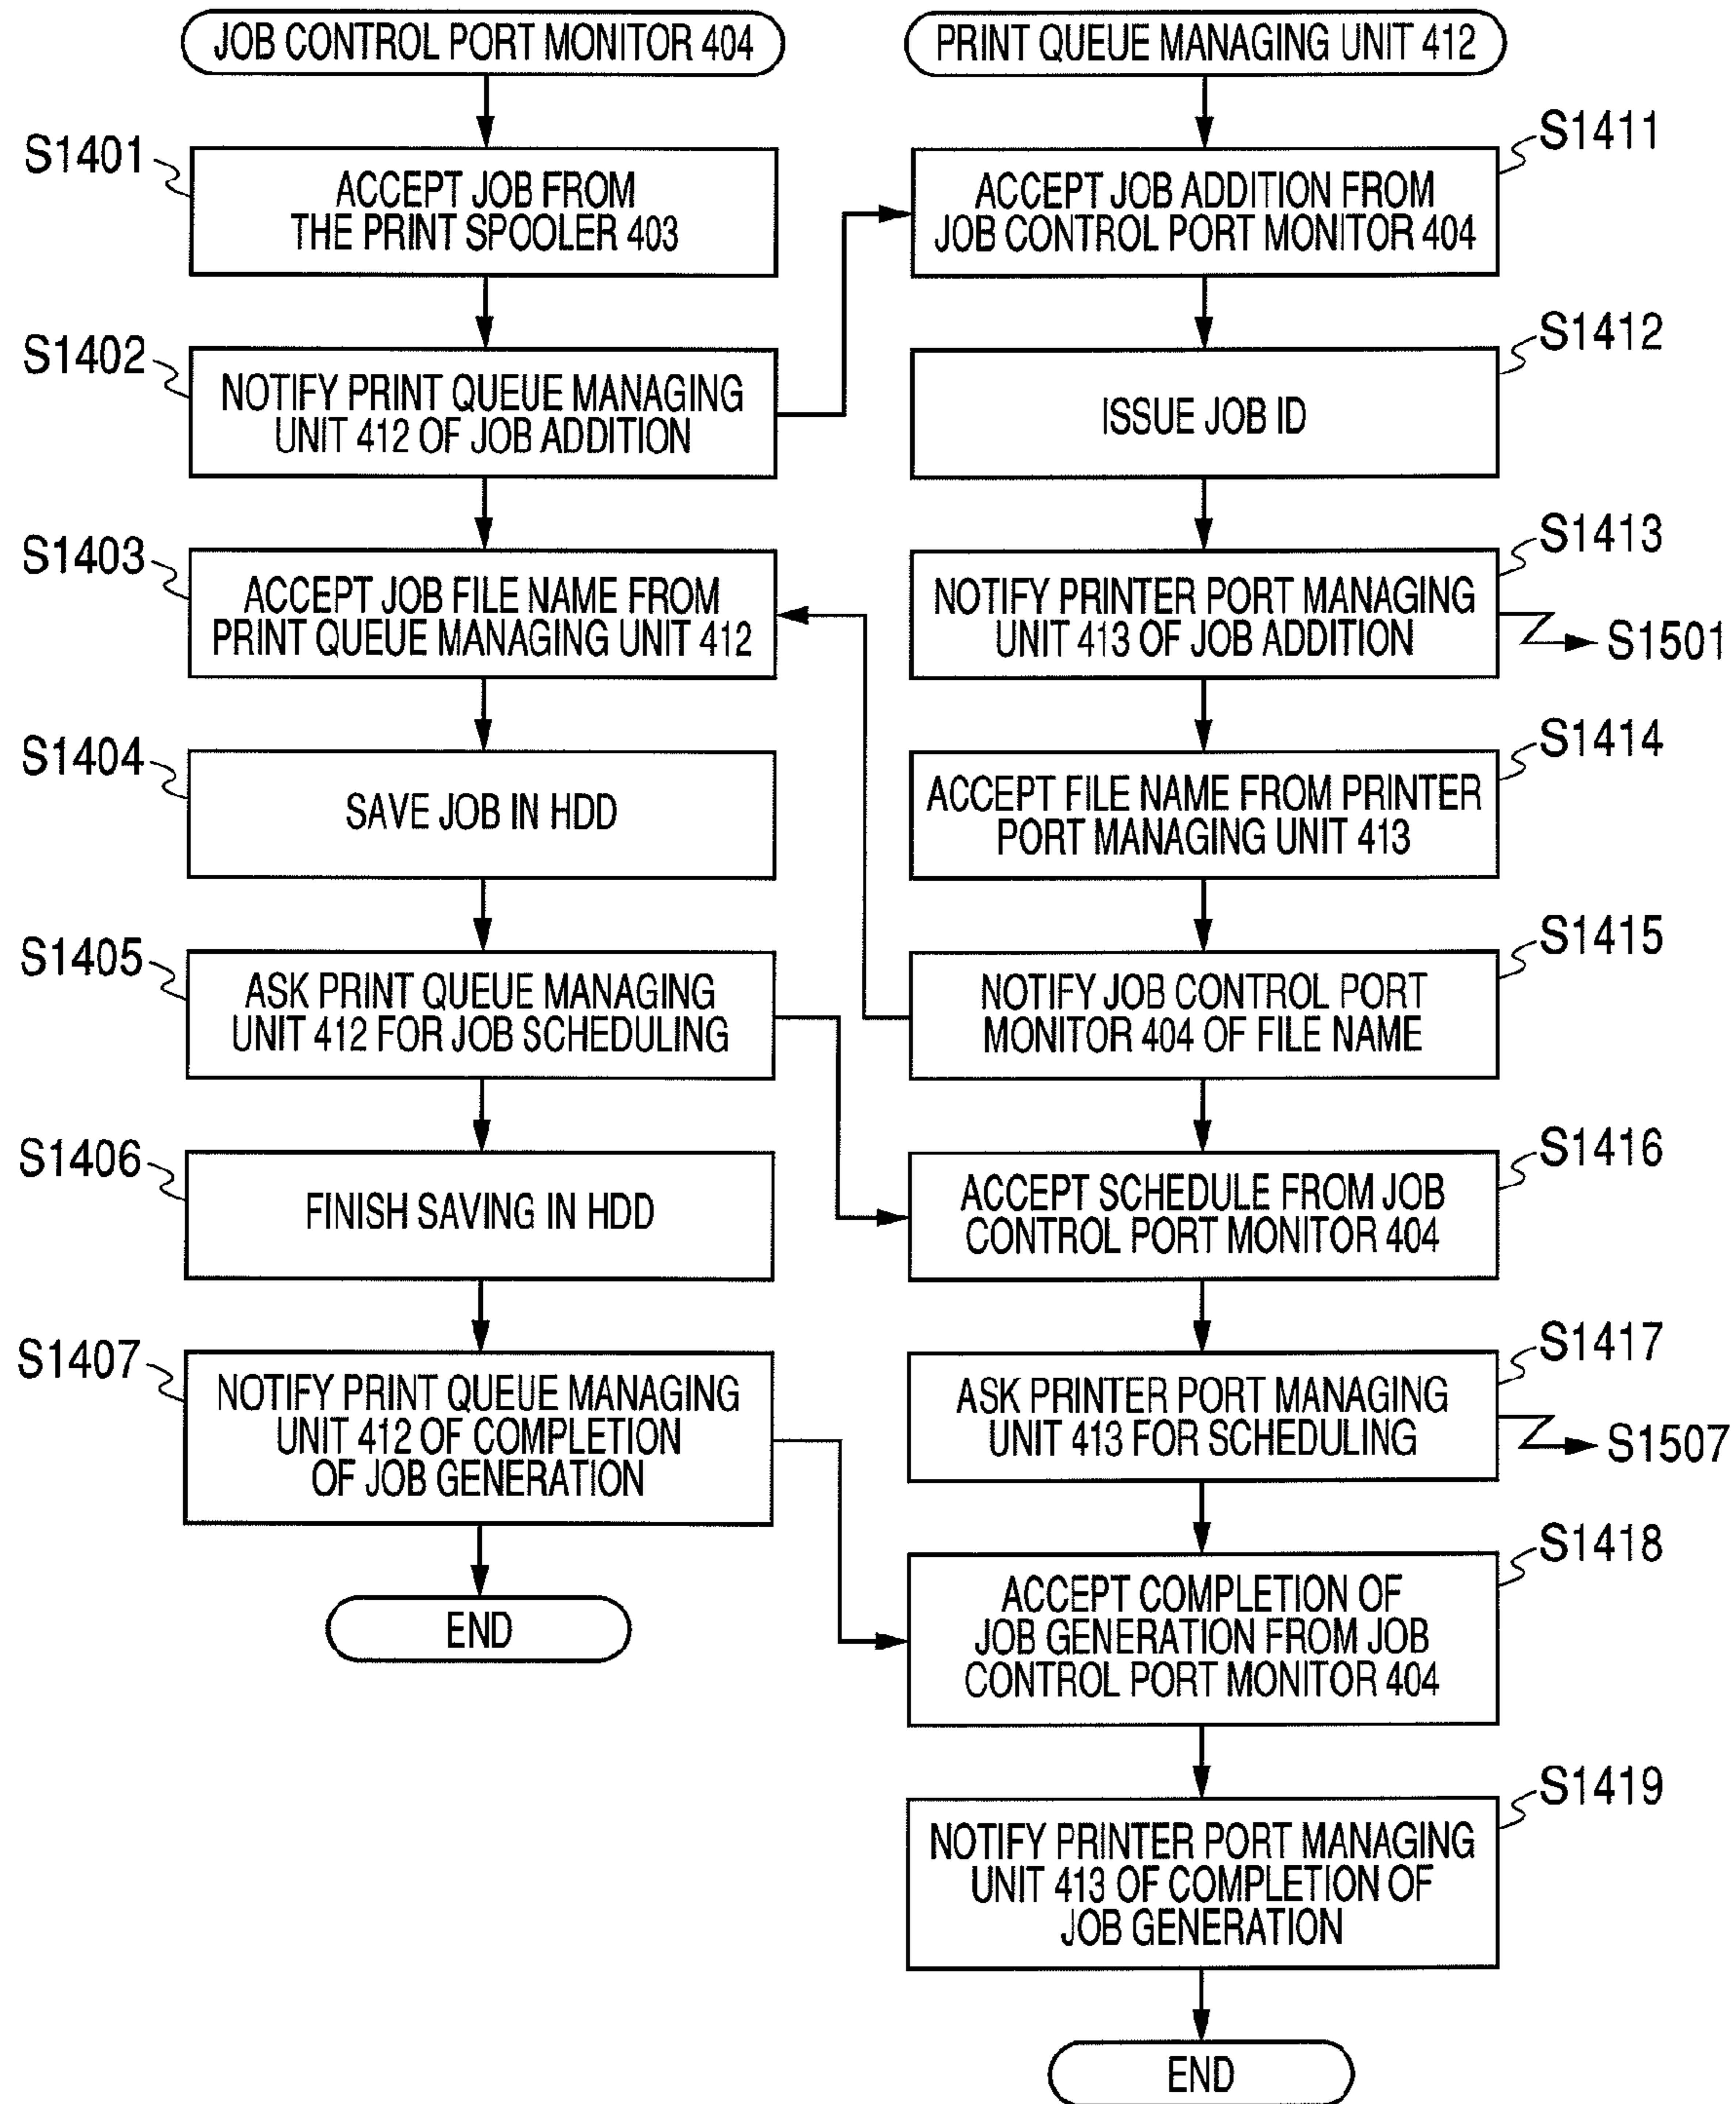 JOB CONTROL PORT MONITOR 404
S1401
ACCEPT JOB FROM
THE PRINT SPOOLER 403
S1402
NOTIFY PRINT QUEUE MANAGING
UNIT 412 OF JOB ADDITION
S1403
ACCEPT JOB FILE NAME FROM
PRINT QUEUE MANAGING UNIT 412
S1404
SAVE JOB IN HDD
S1405
ASK PRINT QUEUE MANAGING
UNIT 412 FOR JOB SCHEDULING
S1406
FINISH SAVING IN HDD
S1407
NOTIFY PRINT QUEUE MANAGING
UNIT 412 OF COMPLETION
OF JOB GENERATION
END
PRINT QUEUE MANAGING UNIT 412
S1411
ACCEPT JOB ADDITION FROM
JOB CONTROL PORT MONITOR 404
S1412
ISSUE JOB ID
S1413
NOTIFY PRINTER PORT MANAGING
UNIT 413 OF JOB ADDITION
S1501
S1414
ACCEPT FILE NAME FROM PRINTER
PORT MANAGING UNIT 413
S1415
NOTIFY JOB CONTROL PORT
MONITOR 404 OF FILE NAME
S1416
ACCEPT SCHEDULE FROM JOB
CONTROL PORT MONITOR 404
S1417
ASK PRINTER PORT MANAGING
UNIT 413 FOR SCHEDULING
S1507
S1418
ACCEPT COMPLETION OF
JOB GENERATION FROM JOB
CONTROL PORT MONITOR 404
S1419
NOTIFY PRINTER PORT MANAGING
UNIT 413 OF COMPLETION OF
JOB GENERATION
END